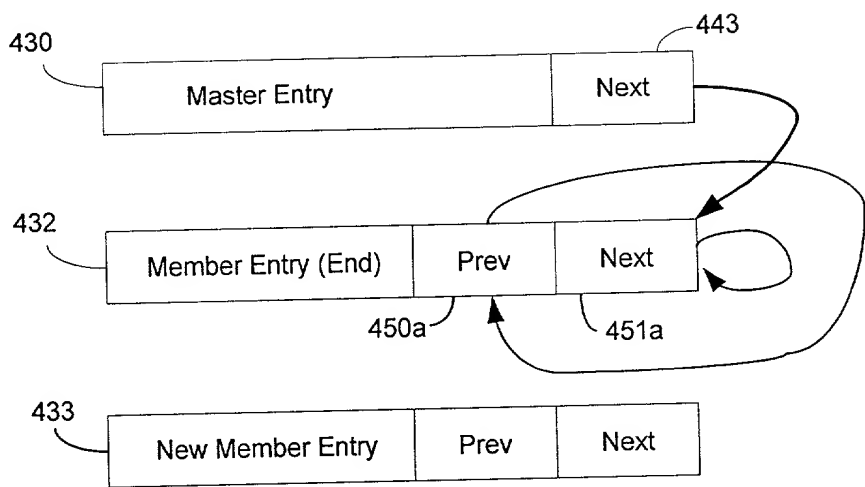 443
430
Master Entry
Next
432
Member Entry (End)
Prev
Next
450a
451a
433
New Member Entry
Prev
Next